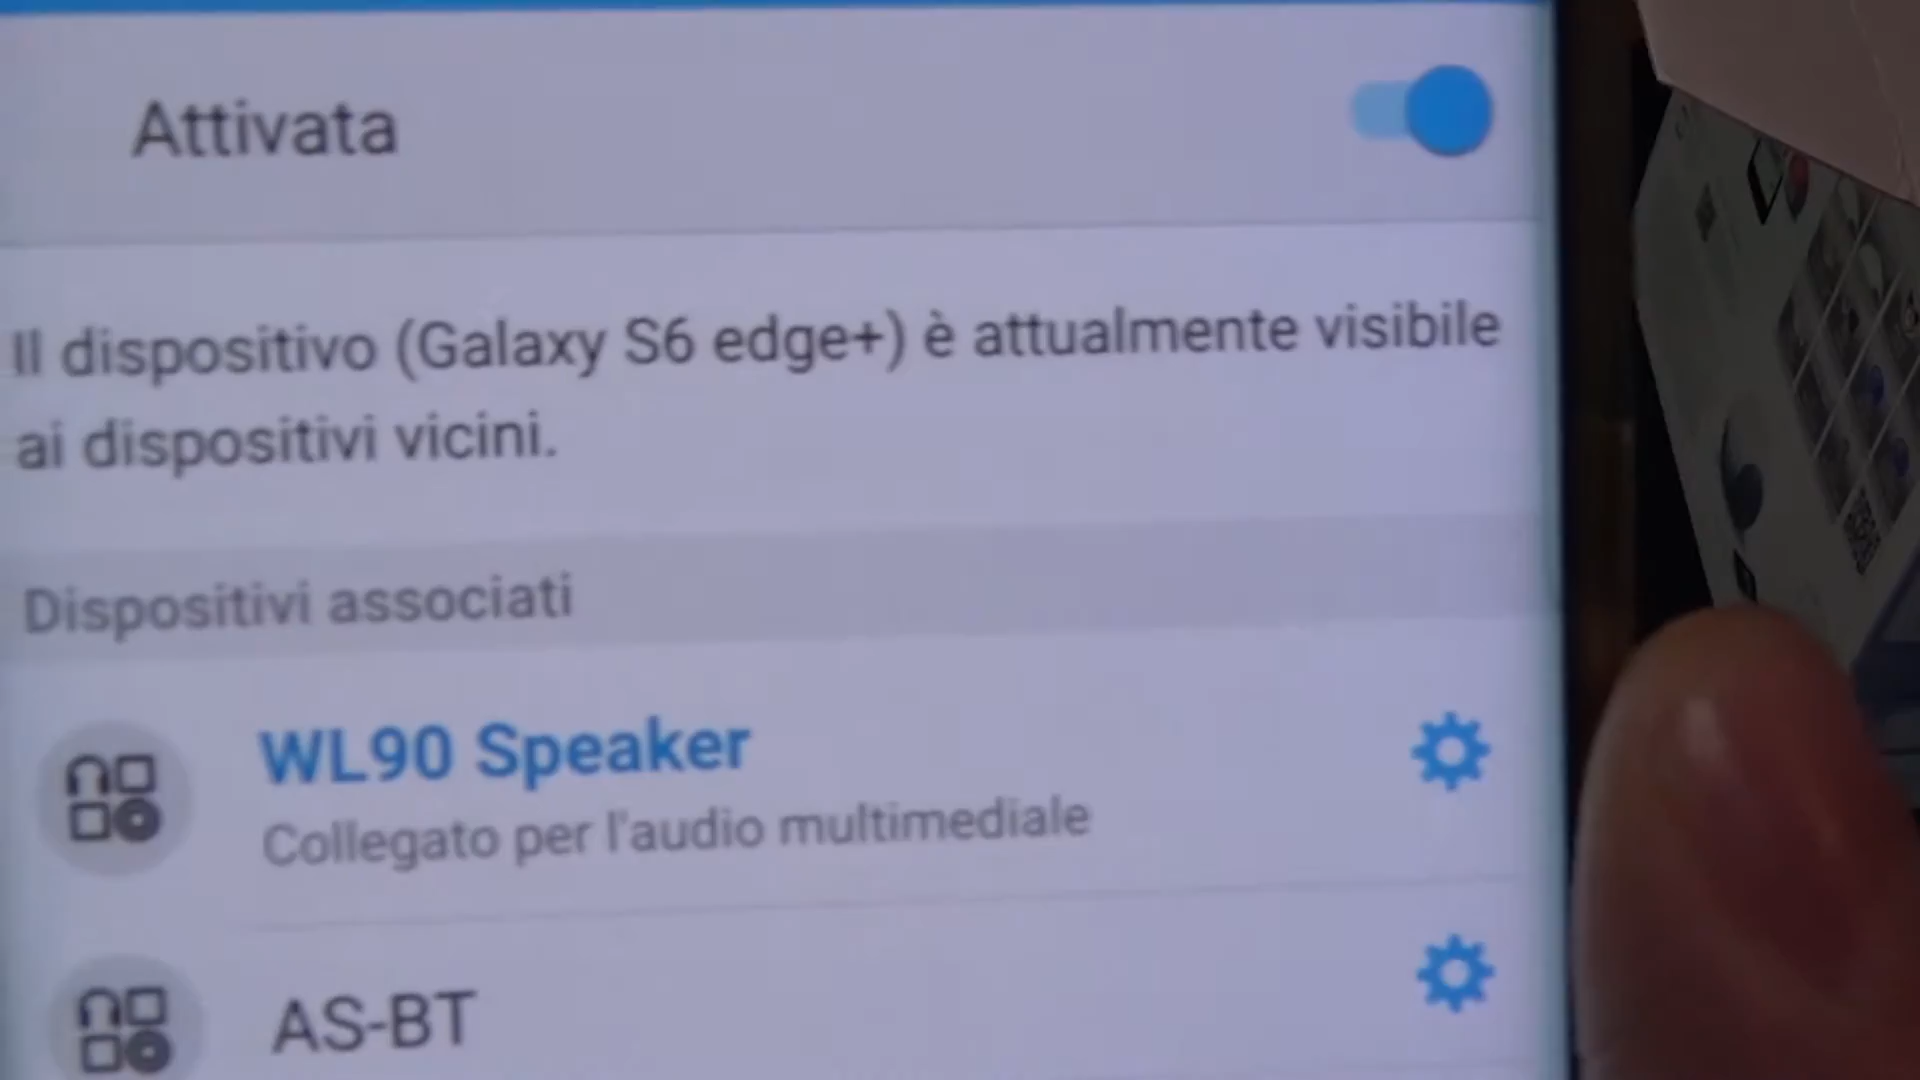 Attivata
Il dispositivo (Galaxy S6 edge+) è attualmente visibile
ai dispositivi vicini.
Dispositivi associati
WL90 Speaker
Collegato per l'audio multimediale
AS-BT